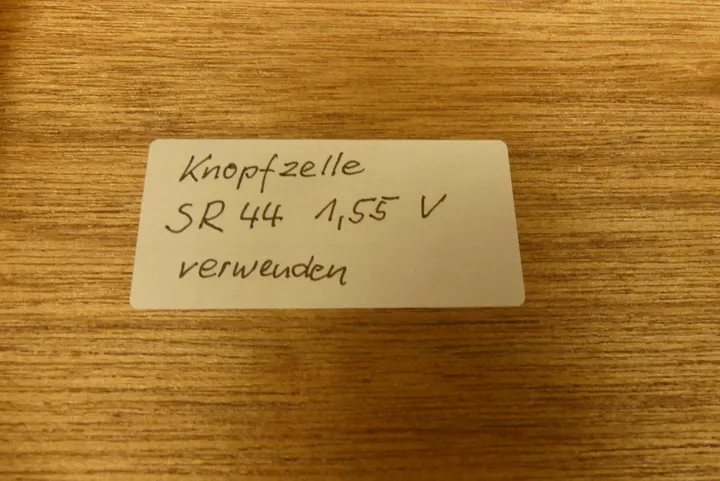 Knopfzelle
SR 44 1,55 V
verwenden